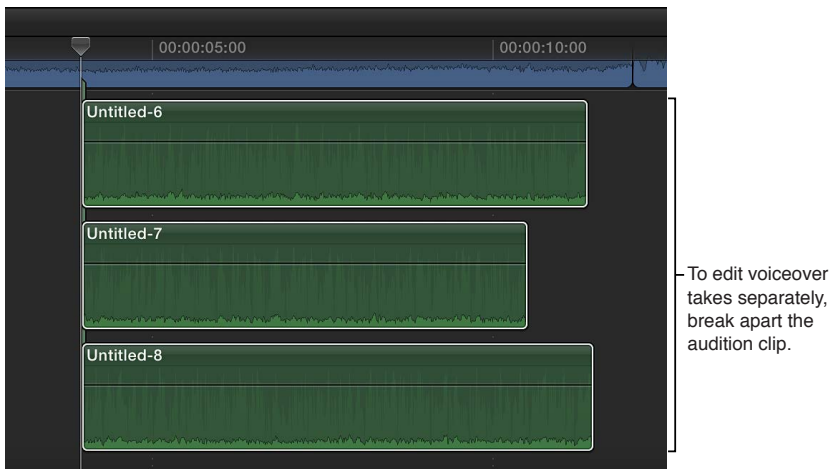 00:00:05:00 00:00:10:00
Untitled-6
Untitled-7
Untitled-8
To edit voiceover
takes separately,
break apart the
audition clip.